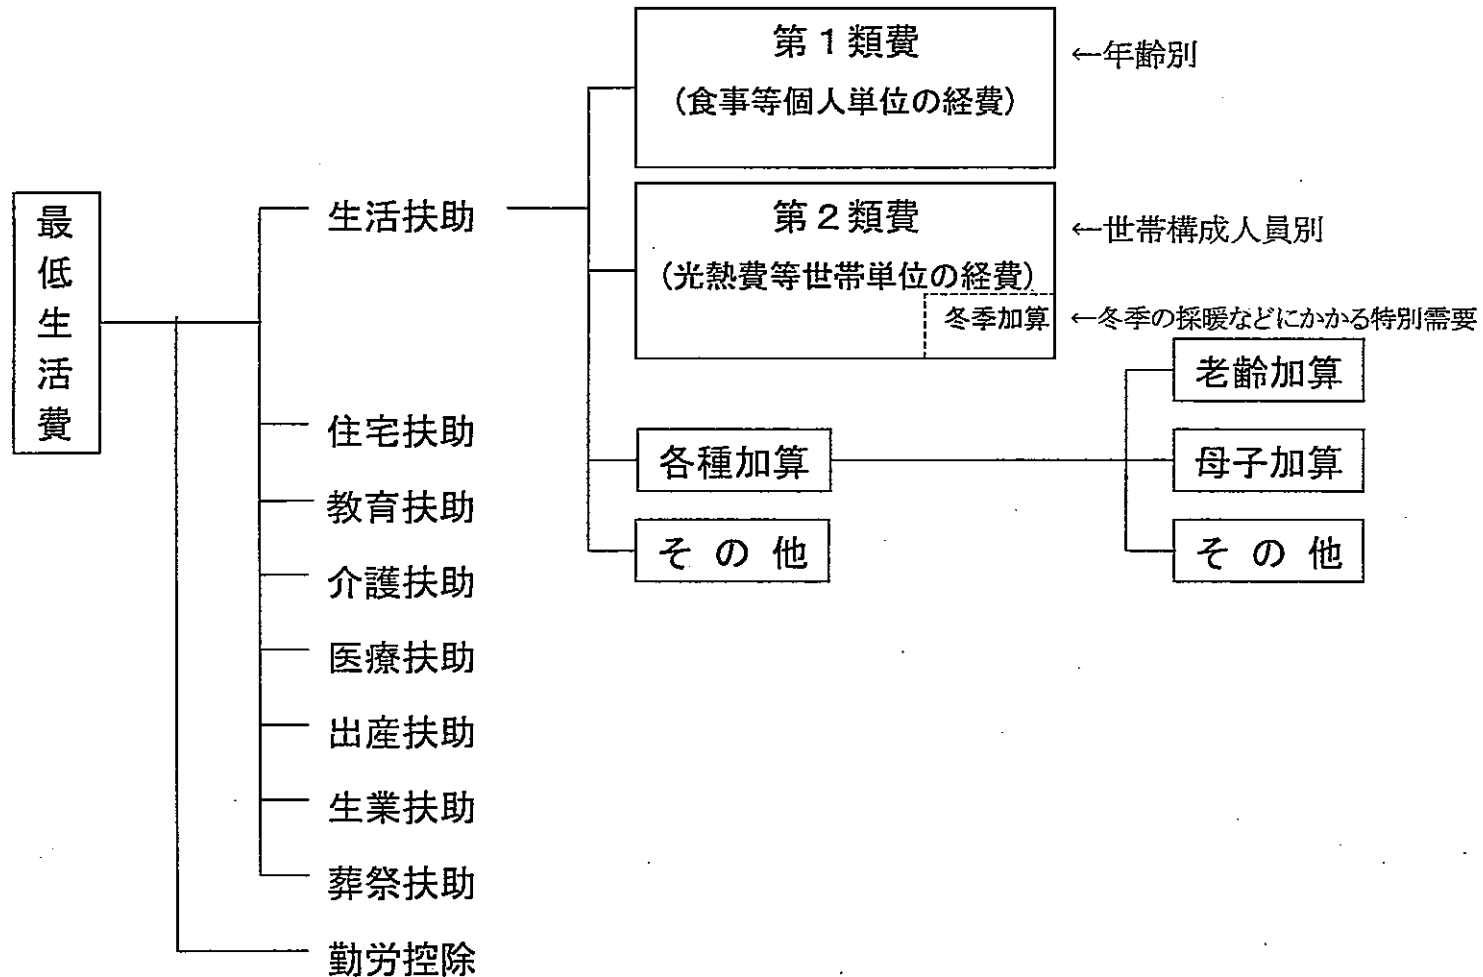 最低生活費
生活扶助
住宅扶助
教育扶助
介護扶助
医療扶助
出産扶助
生業扶助
葬祭扶助
勤労控除
第1類費
(食事等個人単位の経費)
←年齢別
第2類費
(光熱費等世帯単位の経費)
←世帯構成人員別
冬季加算
←冬季の採暖などにかかる特別需要
各種加算
その他
老齢加算
母子加算
その他